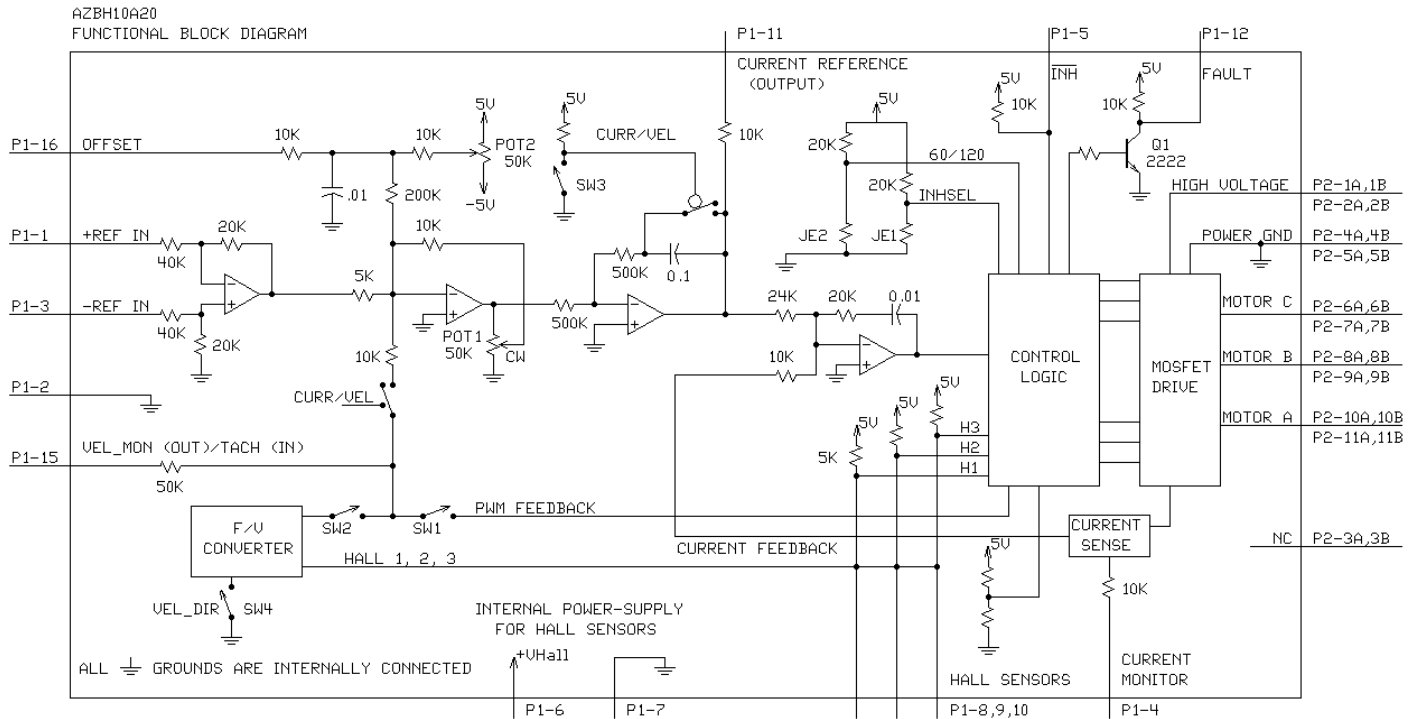 AZBH10A20
FUNCTIONAL BLOCK DIAGRAM
P1-11
P1-5
P1-12
CURRENT REFERENCE
(OUTPUT)
5V
INH
10K
5V
FAULT
10K
Q1
2222
P1-16
OFFSET
10K
10K
5V
POT2
50K
-5V
.01
200K
5V
CURR/VEL
SW3
10K
5V
20K
60/120
20K
INHSEL
JE2
JE1
HIGH VOLTAGE
P2-1A,1B
P2-2A,2B
POWER GND
P2-4A,4B
P2-5A,5B
P1-1
+REF IN
20K
40K
10K
500K
0.1
5K
P1-3
-REF IN
40K
20K
POT1
50K
CW
500K
24K
20K
0.01
10K
CONTROL
LOGIC
MOSFET
DRIVE
MOTOR C
P2-6A,6B
P2-7A,7B
MOTOR B
P2-8A,8B
P2-9A,9B
MOTOR A
P2-10A,10B
P2-11A,11B
10K
P1-2
CURR/VEL
5V
5V
5V
H3
H2
H1
5K
P1-15
VEL_MON (OUT)/TACH (IN)
50K
F/V
CONVERTER
SW2
SW1
PWM FEEDBACK
CURRENT
SENSE
NC
P2-3A,3B
CURRENT FEEDBACK
HALL 1, 2, 3
5V
10K
VEL_DIR
SW4
INTERNAL POWER-SUPPLY
FOR HALL SENSORS
+VHall
ALL GROUNDS ARE INTERNALLY CONNECTED
HALL SENSORS
CURRENT
MONITOR
P1-6
P1-7
P1-8,9,10
P1-4